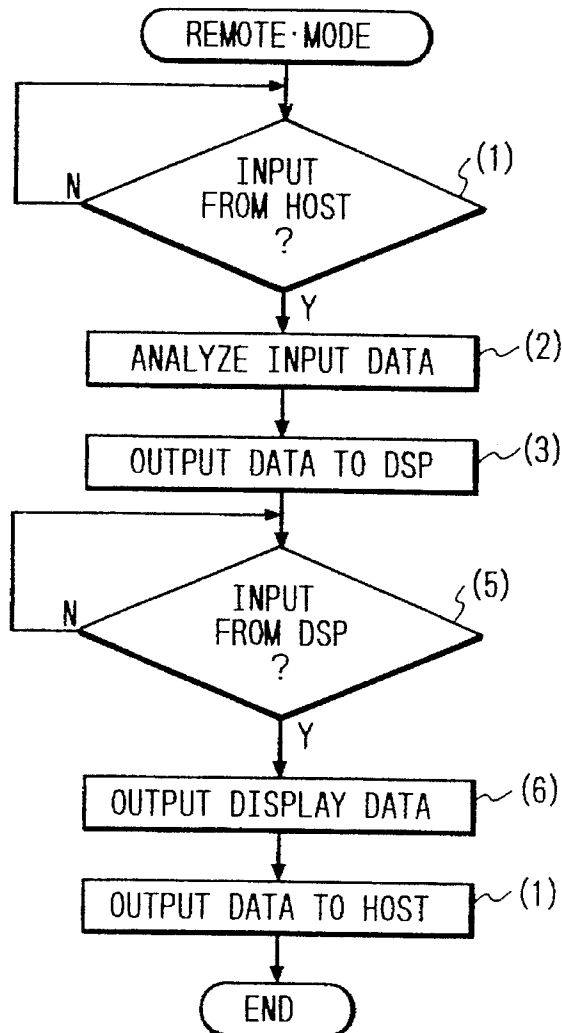 REMOTE·MODE
INPUT
FROM HOST
?
(1)
N
Y
ANALYZE INPUT DATA
(2)
OUTPUT DATA TO DSP
(3)
INPUT
FROM DSP
?
(5)
N
Y
OUTPUT DISPLAY DATA
(6)
OUTPUT DATA TO HOST
(1)
END